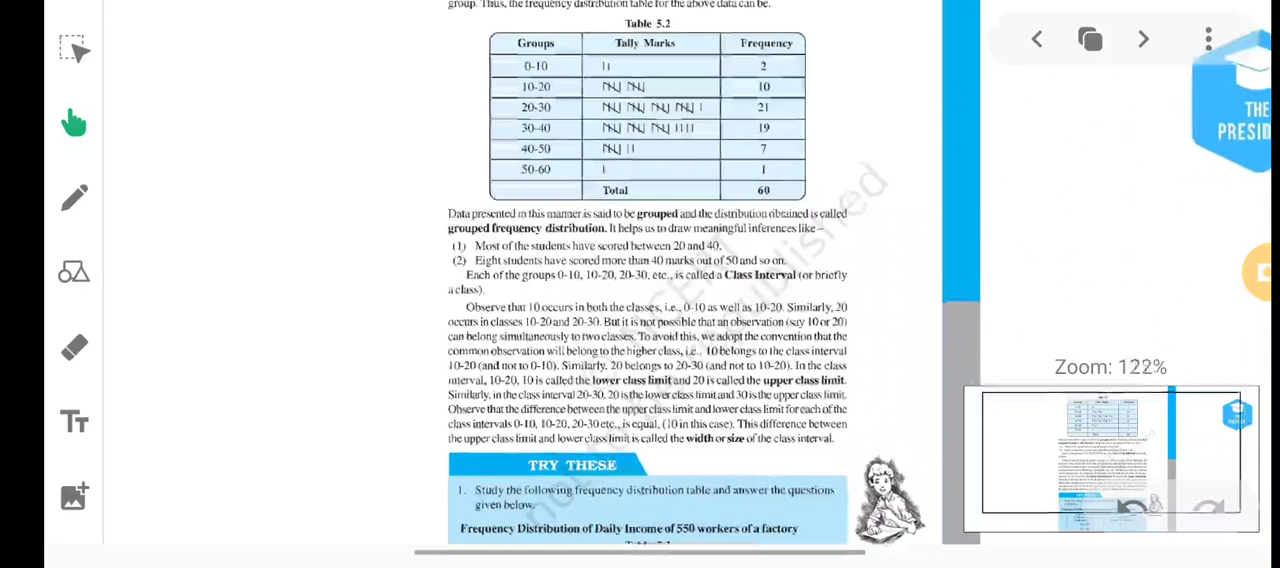 group. Thus, the frequency distribution table for the above data can be.
Table 5.2
Groups Tally Marks Frequency
0-10 2
10-20 10
20-30 21
30-40 19
40-50 7
50-60 1
Total 60
Data presented in this manner is said to be grouped and the distribution obtained is called
grouped frequency distribution. It helps us to draw meaningful inferences like –
(1) Most of the students have scored between 20 and 40.
(2) Eight students have scored more than 40 marks out of 50 and so on.
Each of the groups 0-10, 10-20, 20-30, etc., is called a Class Interval (or briefly
a class).
Observe that 10 occurs in both the classes, i.e., 0-10 as well as 10-20. Similarly, 20
occurs in classes 10-20 and 20-30. But it is not possible that an observation (say 10 or 20)
can belong simultaneously to two classes. To avoid this, we adopt the convention that the
common observation will belong to the higher class, i.e., 10 belongs to the class interval
10-20 (and not to 0-10). Similarly, 20 belongs to 20-30 (and not to 10-20). In the class
interval, 10-20, 10 is called the lower class limit and 20 is called the upper class limit.
Similarly, in the class interval 20-30, 20 is the lower class limit and 30 is the upper class limit.
Observe that the difference between the upper class limit and lower class limit for each of the
class intervals 0-10, 10-20, 20-30 etc., is equal, (10 in this case). This difference between
the upper class limit and lower class limit is called the width or size of the class interval.
TRY THESE
1. Study the following frequency distribution table and answer the questions
given below.
Frequency Distribution of Daily Income of 550 workers of a factory
THE
PRESID
Zoom: 122%
Tт